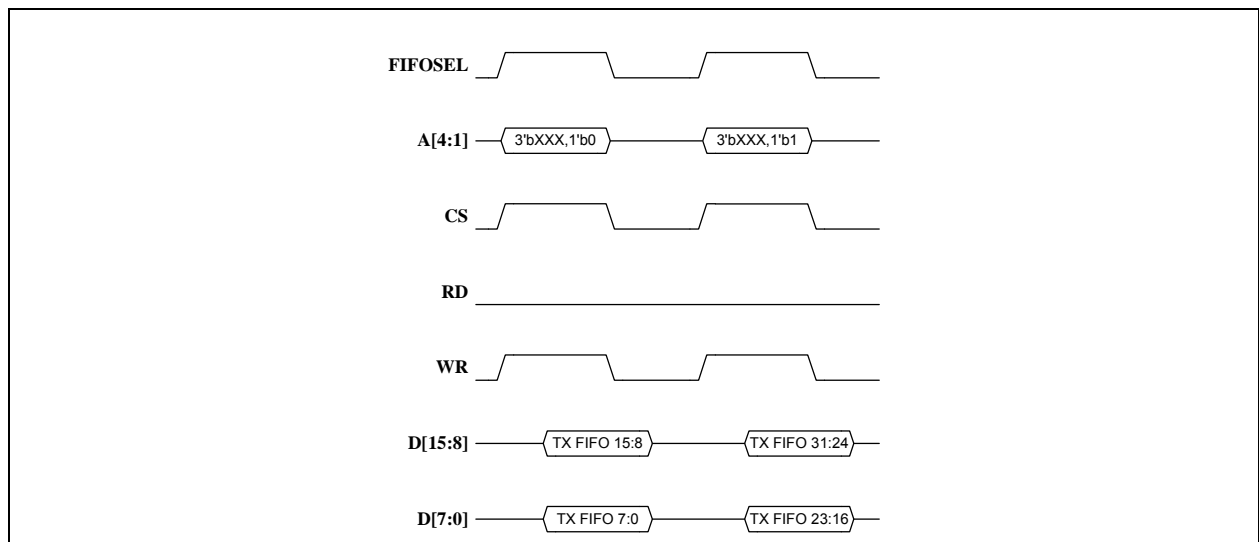 FIFOSEL
A[4:1] 3'bXXX,1'b0 3'bXXX,1'b1
CS
RD
WR
D[15:8] TX FIFO 15:8 TX FIFO 31:24
D[7:0] TX FIFO 7:0 TX FIFO 23:16